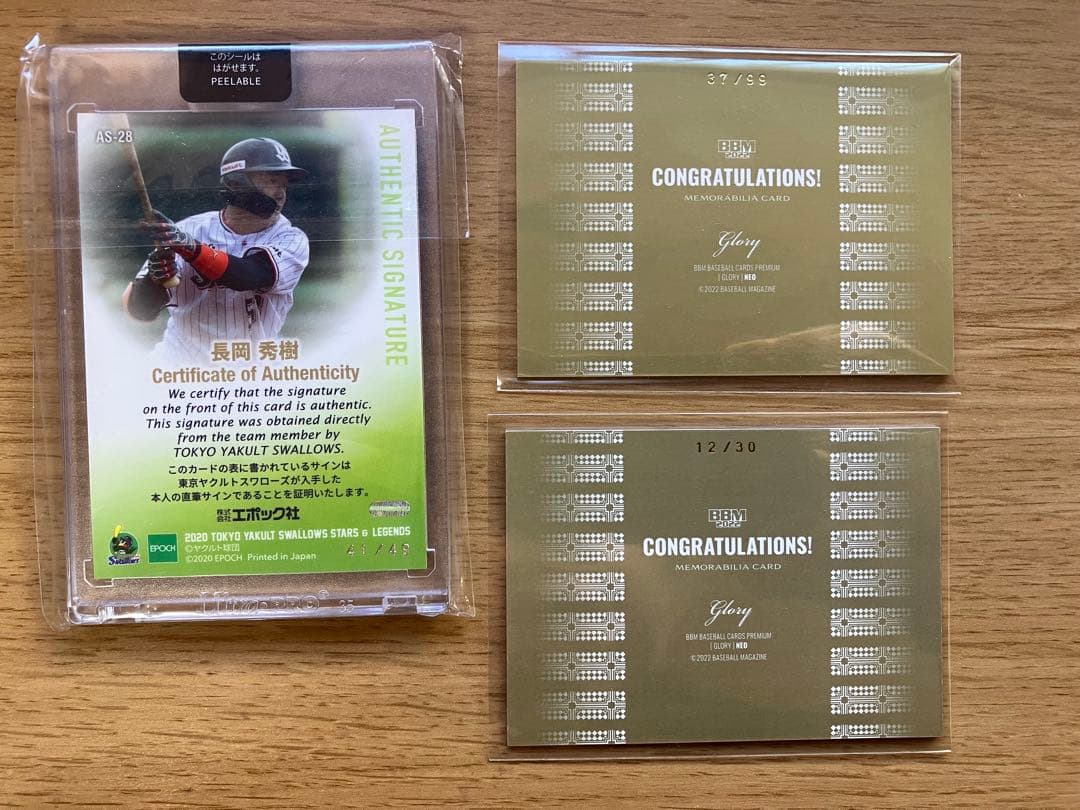 このシールは
はがせます。
PEELABLE
AS-28
AUTHENTIC SIGNATURE
長岡 秀樹
Certificate of Authenticity
We certify that the signature
on the front of this card is authentic.
This signature was obtained directly
from the team member by
TOKYO YAKULT SWALLOWS.
このカードの表に書かれているサインは
東京ヤクルトスワローズが入手した
本人の直筆サインであることを証明いたします。
株式会社エポック社
2020 TOKYO YAKULT SWALLOWS STARS & LEGENDS
Swallows
EPOCH
©ヤクルト球団
©2020 EPOCH Printed in Japan
41/49
37/99
BBM
2022
CONGRATULATIONS!
MEMORABILIA CARD
Glory
BBM BASEBALL CARDS PREMIUM
| GLORY | NEO
©2022 BASEBALL MAGAZINE
12/30
BBM
2022
CONGRATULATIONS!
MEMORABILIA CARD
Glory
BBM BASEBALL CARDS PREMIUM
| GLORY | NEO
©2022 BASEBALL MAGAZINE